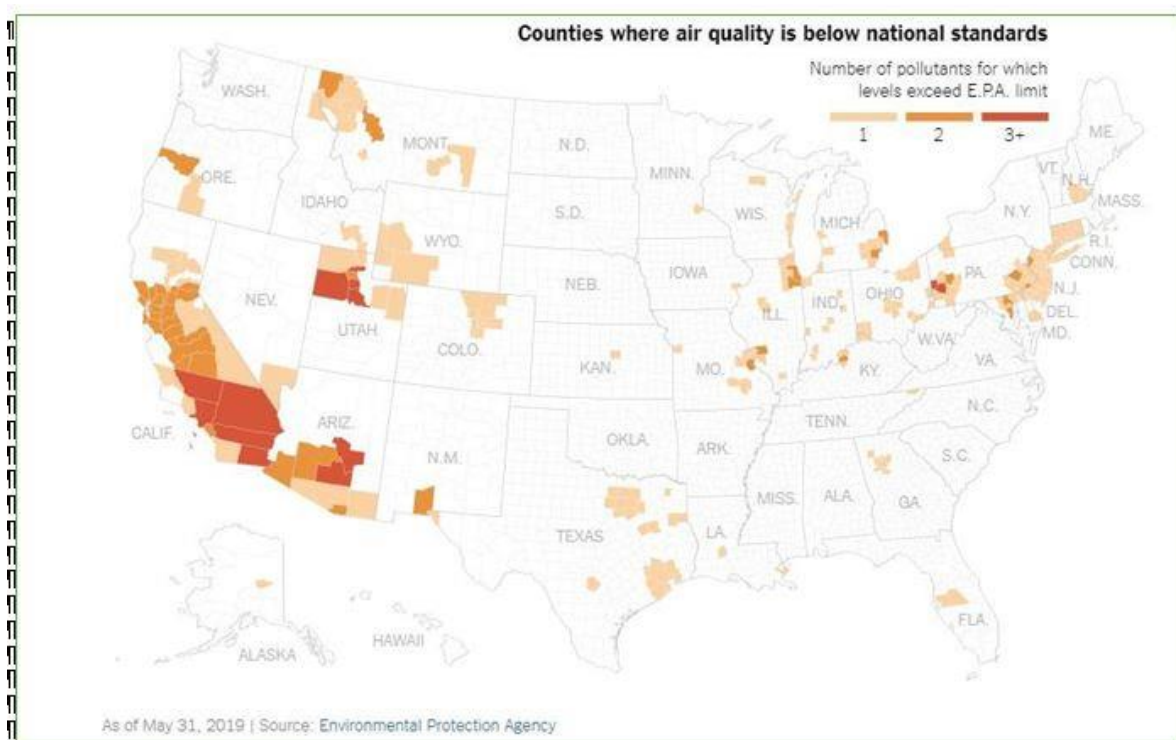 Counties where air quality is below national standards
Number of pollutants for which
levels exceed E.P.A. limit
1 2 3+
WASH.
MONT.
N.D.
MINN.
ME.
VT.
N.H.
ORE.
IDAHO
S.D.
WIS.
MICH.
N.Y.
MASS.
WYO.
R.I.
CONN.
NEV.
NEB.
IOWA
PA.
N.J.
UTAH
COLO.
ILL.
IND.
OHIO
DEL.
MD.
KAN.
MO.
W.VA.
VA.
KY.
CALIF.
ARIZ.
N.M.
OKLA.
ARK.
TENN.
N.C.
S.C.
MISS.
ALA.
GA.
TEXAS
LA.
FLA.
HAWAII
ALASKA
As of May 31, 2019 | Source: Environmental Protection Agency